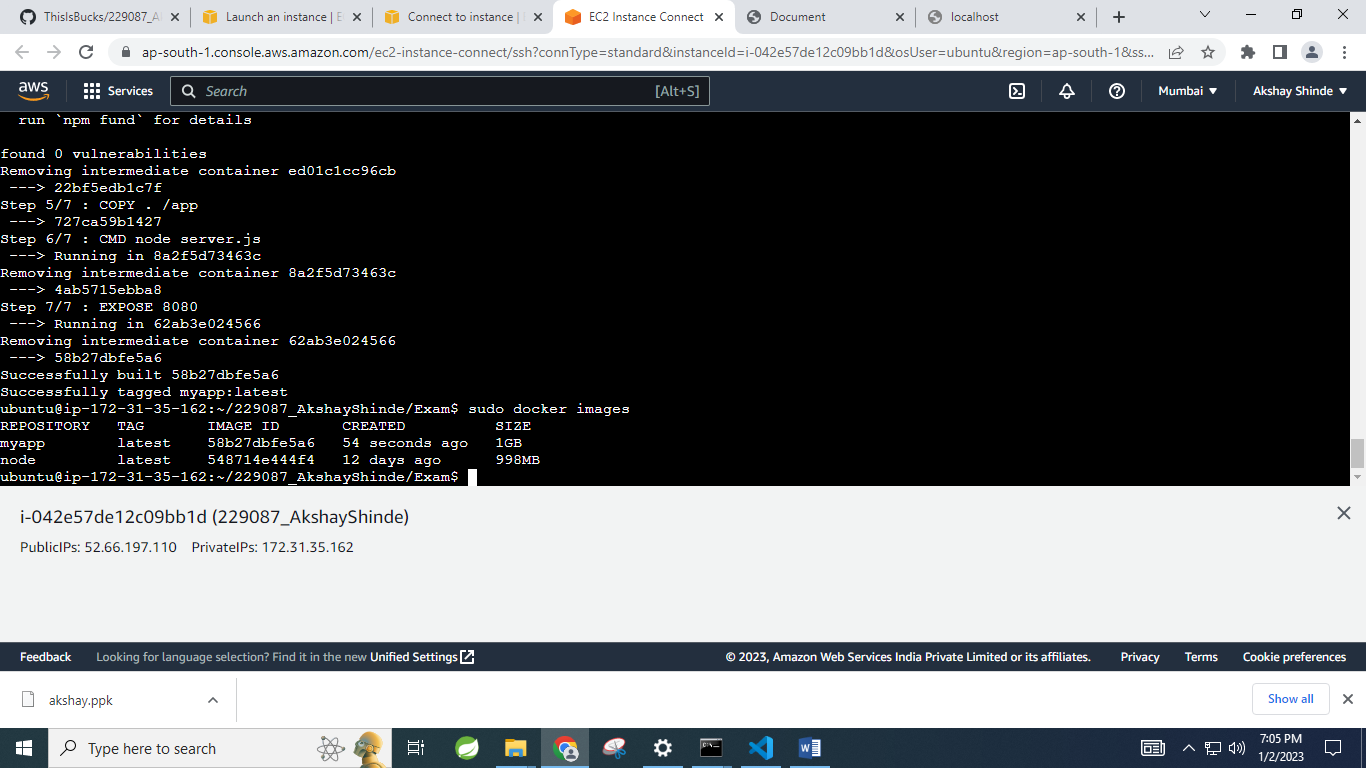 ThisIsBucks/229087_A
Launch an instance | E
Connect to instance |
EC2 Instance Connect
Document
localhost
ap-south-1.console.aws.amazon.com/ec2-instance-connect/ssh?connType=standard&instanceId=i-042e57de12c09bb1d&osUser=ubuntu&region=ap-south-1&ss...
aws
Services
Search
[Alt+S]
Mumbai
Akshay Shinde
run `npm fund` for details
found 0 vulnerabilities
Removing intermediate container ed01c1cc96cb
---> 22bf5edb1c7f
Step 5/7 : COPY . /app
---> 727ca59b1427
Step 6/7 : CMD node server.js
---> Running in 8a2f5d73463c
Removing intermediate container 8a2f5d73463c
---> 4ab5715ebba8
Step 7/7 : EXPOSE 8080
---> Running in 62ab3e024566
Removing intermediate container 62ab3e024566
---> 58b27dbfe5a6
Successfully built 58b27dbfe5a6
Successfully tagged myapp:latest
ubuntu@ip-172-31-35-162:~/229087_AkshayShinde/Exam$ sudo docker images
REPOSITORY TAG IMAGE ID CREATED SIZE
myapp latest 58b27dbfe5a6 54 seconds ago 1GB
node latest 548714e444f4 12 days ago 998MB
ubuntu@ip-172-31-35-162:~/229087_AkshayShinde/Exam$
i-042e57de12c09bb1d (229087_AkshayShinde)
PublicIPs: 52.66.197.110 PrivateIPs: 172.31.35.162
Feedback
Looking for language selection? Find it in the new Unified Settings
© 2023, Amazon Web Services India Private Limited or its affiliates.
Privacy
Terms
Cookie preferences
akshay.ppk
Show all
Type here to search
7:05 PM
1/2/2023